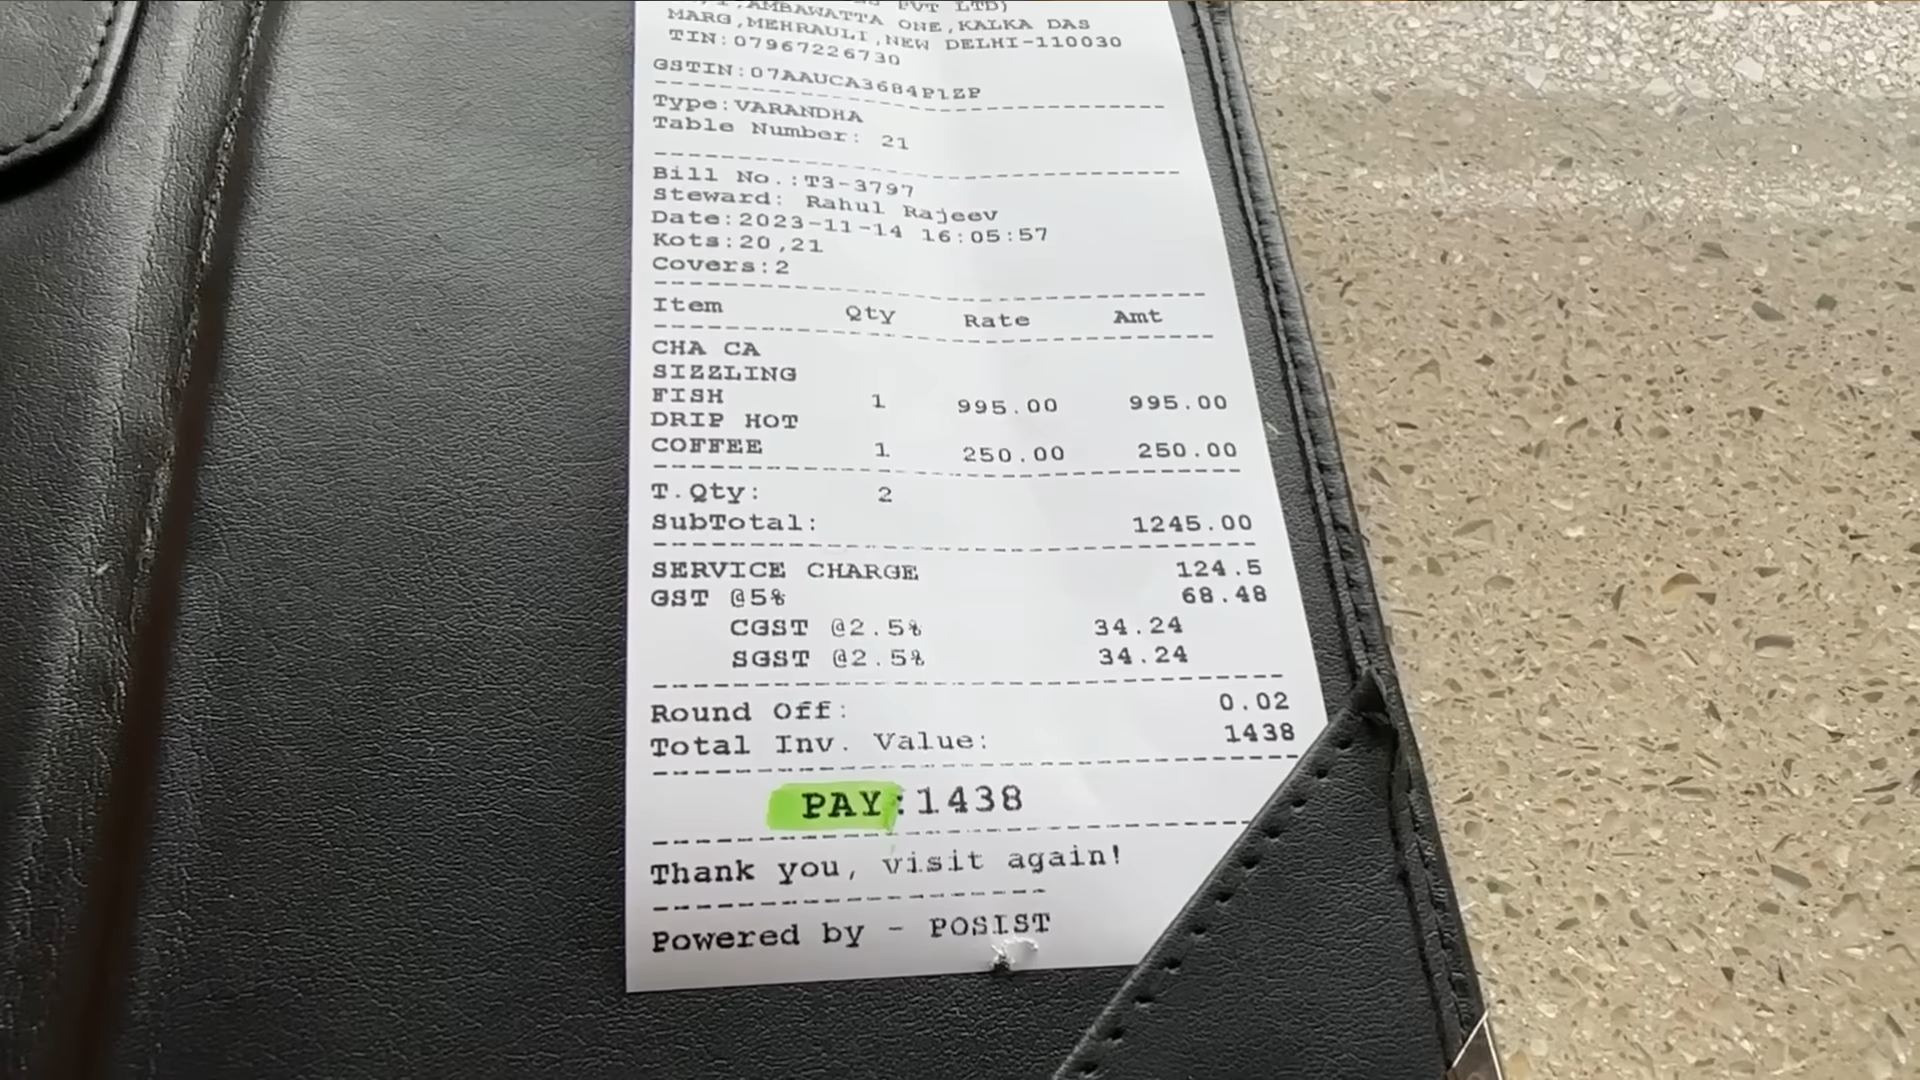 PVT LTD)
AMBAWATTA ONE,KALKA DAS
MARG,MEHRAULI,NEW DELHI-110030
TIN:07967226730
GSTIN:07AAUCA3684P1ZP
Type:VARANDHA
Table Number: 21
Bill No.:T3-3797
Steward: Rahul Rajeev
Date:2023-11-14 16:05:57
Kots:20,21
Covers:2
Item Qty Rate Amt
CHA CA
SIZZLING
FISH 1 995.00 995.00
DRIP HOT
COFFEE 1 250.00 250.00
T.Qty: 2
SubTotal: 1245.00
SERVICE CHARGE 124.5
GST @5% 68.48
CGST @2.5% 34.24
SGST @2.5% 34.24
Round Off: 0.02
Total Inv. Value: 1438
PAY:1438
Thank you, visit again!
Powered by - POSIST